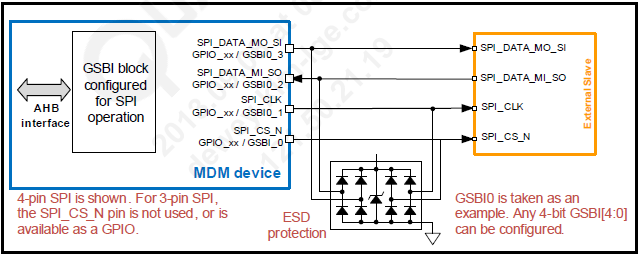 SPI_DATA_MO_SI
GPIO_xx / GSBI0_3
SPI_DATA_MI_SO
GPIO_xx / GSBI0_2
SPI_CLK
GPIO_xx / GSBI0_1
SPI_CS_N
GPIO_xx / GSBI_0
GSBI block
configured
for SPI
operation
AHB
interface
MDM device
SPI_DATA_MO_SI
SPI_DATA_MI_SO
SPI_CLK
SPI_CS_N
External Slave
4-pin SPI is shown. For 3-pin SPI,
the SPI_CS_N pin is not used, or is
available as a GPIO.
ESD
protection
GSBI0 is taken as an
example. Any 4-bit GSBI[4:0]
can be configured.